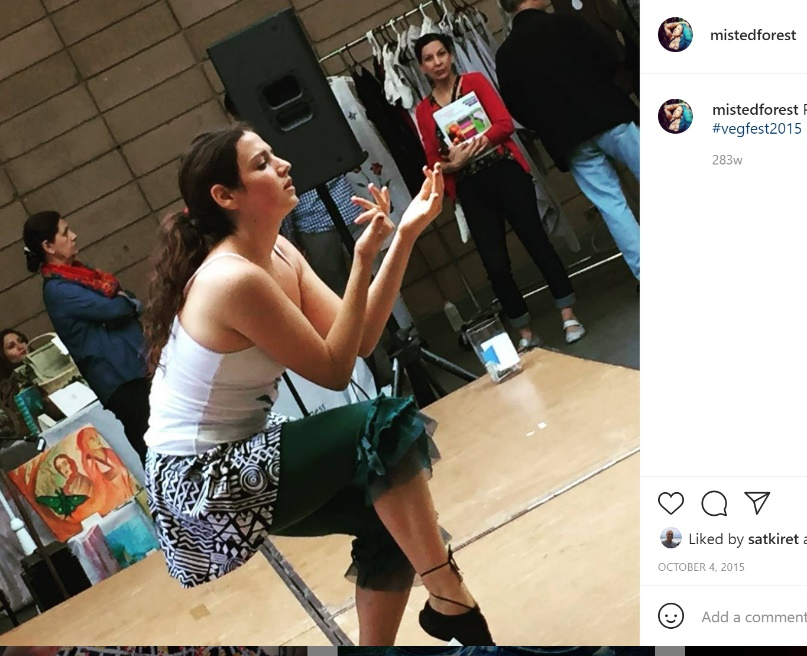 mistedforest
mistedforest
#vegfest2015
283w
Liked by satkiret
OCTOBER 4, 2015
Add a comment